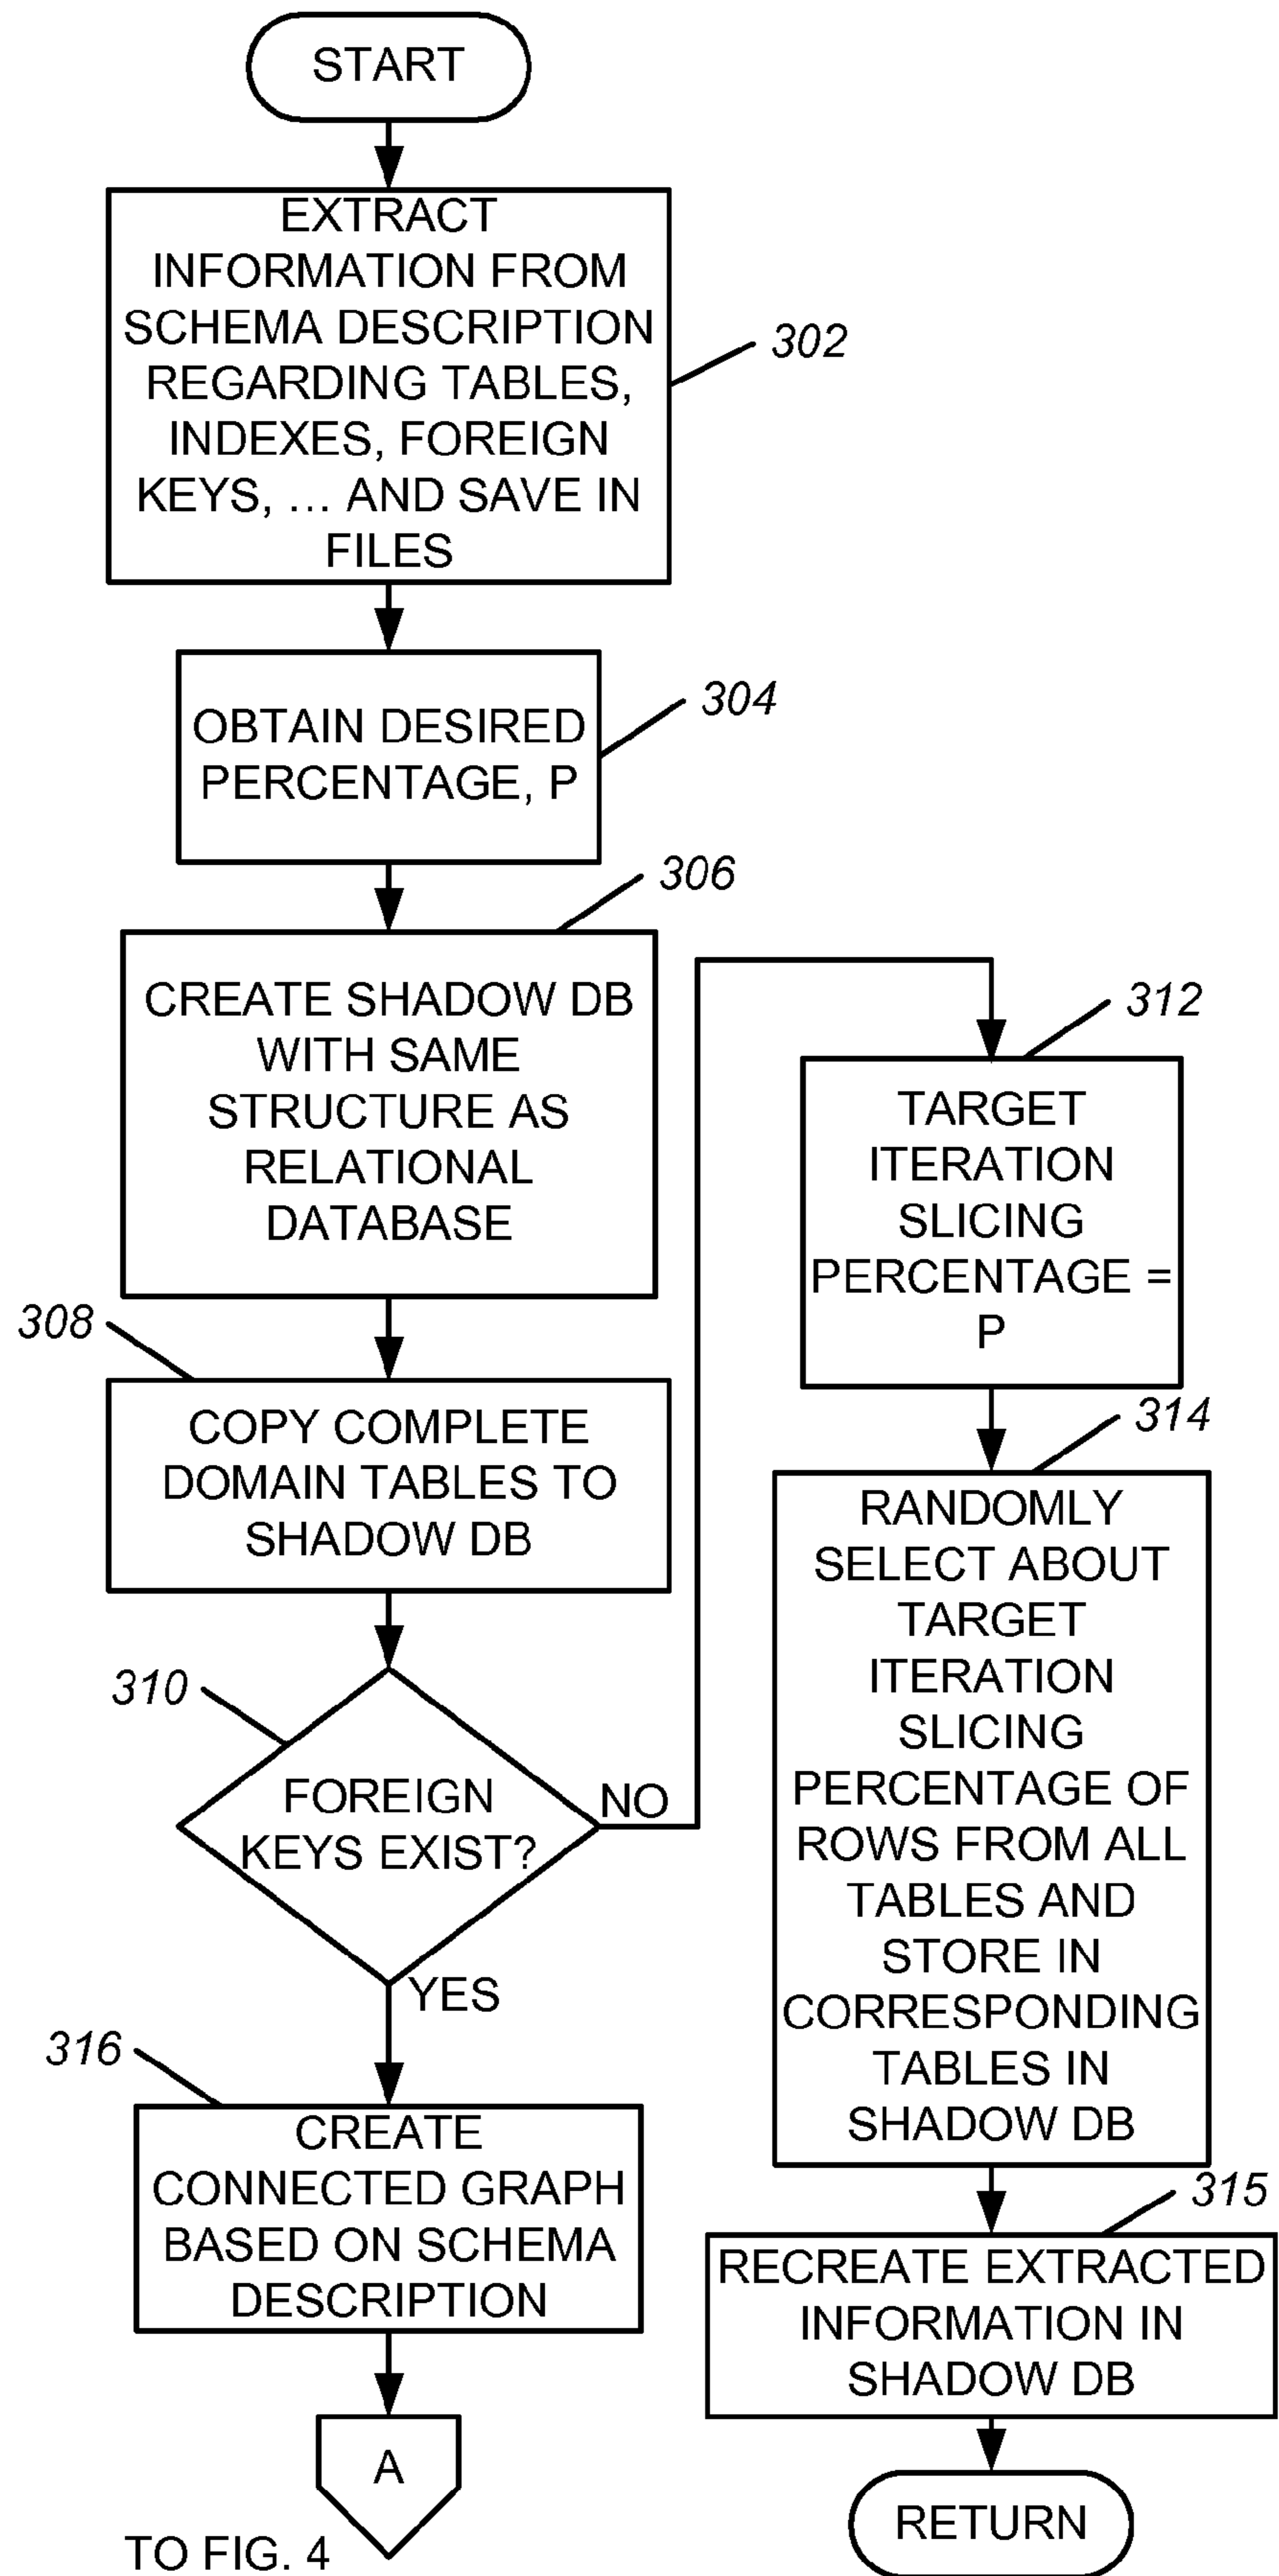 START
EXTRACT
INFORMATION FROM
SCHEMA DESCRIPTION
REGARDING TABLES,
INDEXES, FOREIGN
KEYS, … AND SAVE IN
FILES
302
OBTAIN DESIRED
PERCENTAGE, P
304
306
CREATE SHADOW DB
WITH SAME
STRUCTURE AS
RELATIONAL
DATABASE
308
COPY COMPLETE
DOMAIN TABLES TO
SHADOW DB
310
FOREIGN
KEYS EXIST?
NO
YES
316
CREATE
CONNECTED GRAPH
BASED ON SCHEMA
DESCRIPTION
A
TO FIG. 4
312
TARGET
ITERATION
SLICING
PERCENTAGE =
P
314
RANDOMLY
SELECT ABOUT
TARGET
ITERATION
SLICING
PERCENTAGE OF
ROWS FROM ALL
TABLES AND
STORE IN
CORRESPONDING
TABLES IN
SHADOW DB
315
RECREATE EXTRACTED
INFORMATION IN
SHADOW DB
RETURN